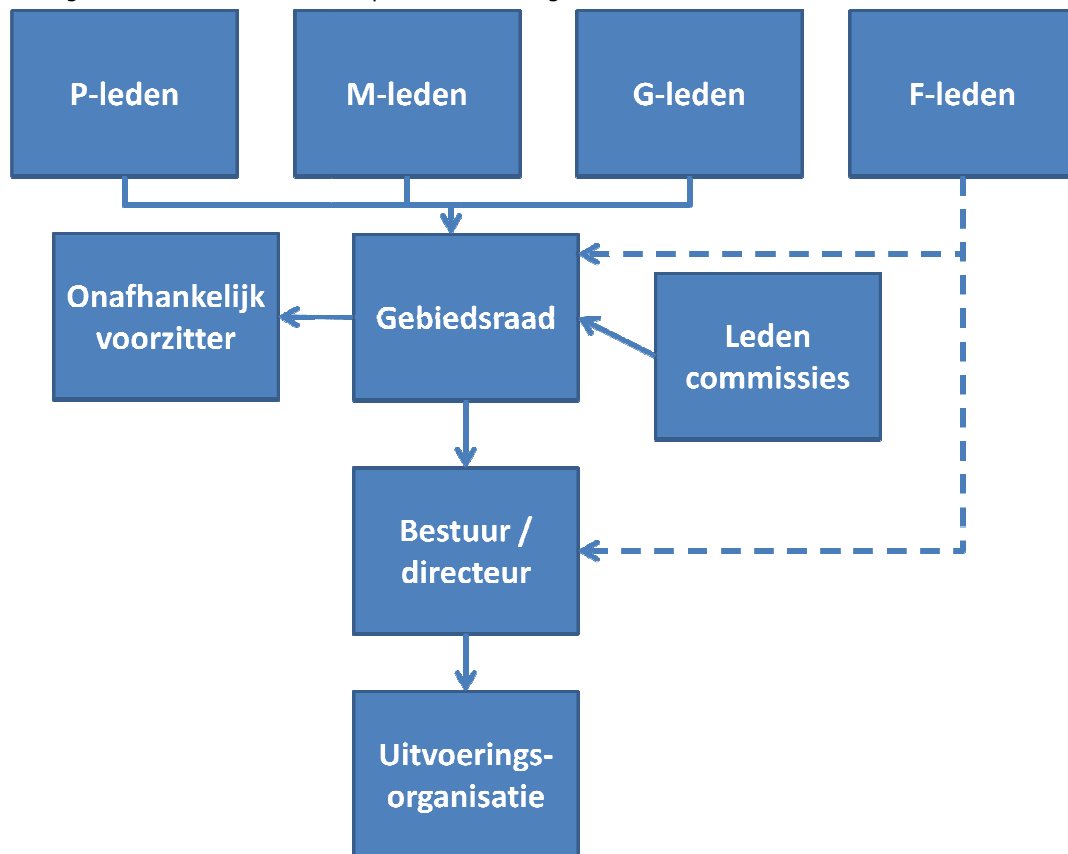 P-leden
M-leden
G-leden
F-leden
Onafhankelijk
voorzitter
Gebiedsraad
Leden
commissies
Bestuur /
directeur
Uitvoerings-
organisatie